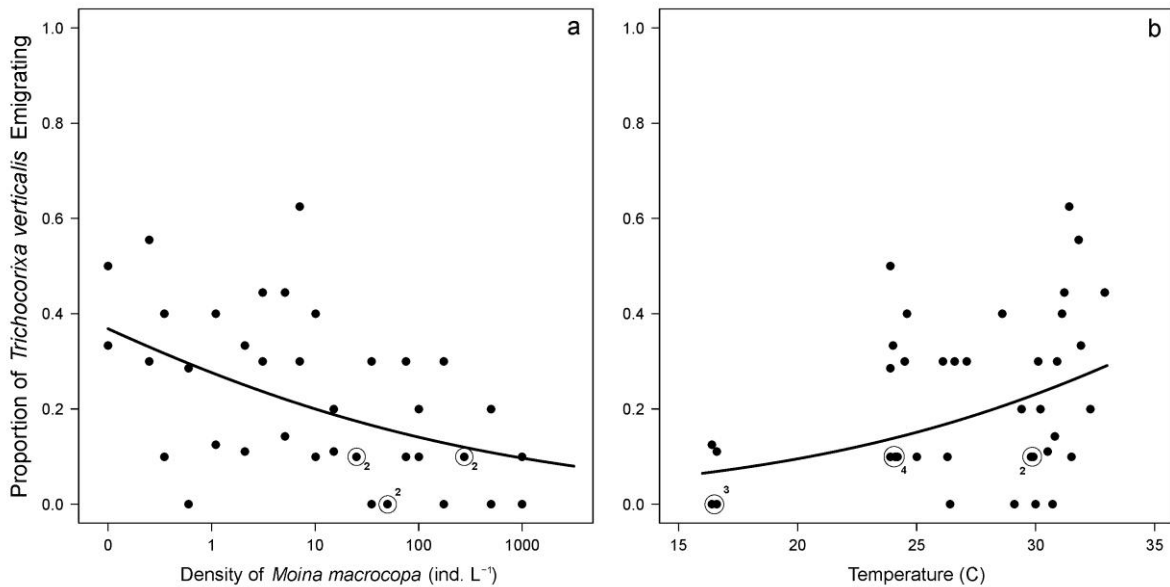 Proportion of Trichocorixa verticalis Emigrating
a
1.0
0.8
0.6
0.4
0.2
0.0
2
2
2
0 1 10 100 1000
Density of Moina macrocopa (ind. L⁻¹)
b
1.0
0.8
0.6
0.4
0.2
0.0
4
2
3
15 20 25 30 35
Temperature (C)